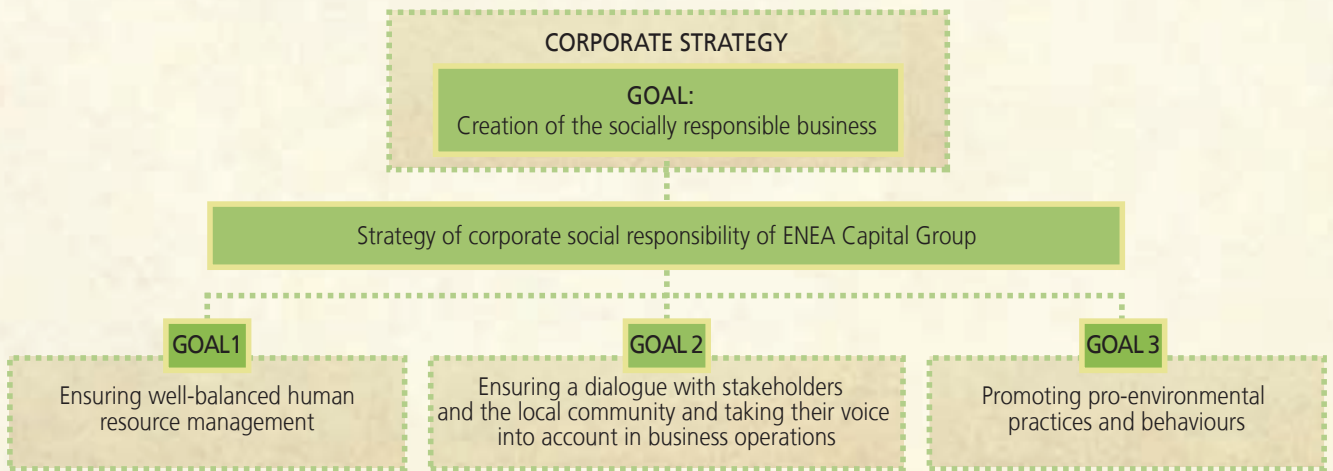 CORPORATE STRATEGY
GOAL:
Creation of the socially responsible business
Strategy of corporate social responsibility of ENEA Capital Group
GOAL1
Ensuring well-balanced human
resource management
GOAL 2
Ensuring a dialogue with stakeholders
and the local community and taking their voice
into account in business operations
GOAL 3
Promoting pro-environmental
practices and behaviours